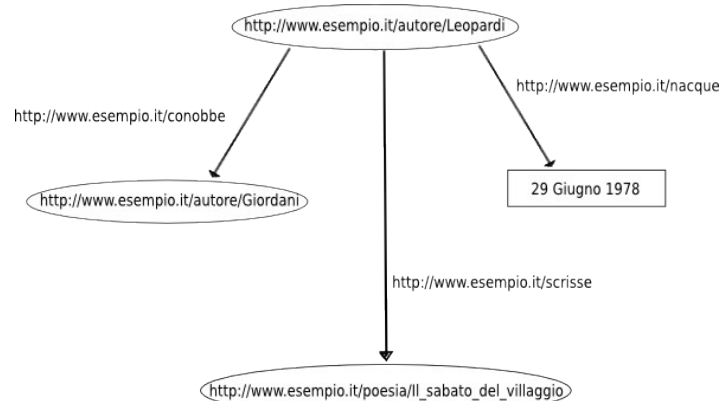 http://www.esempio.it/autore/Leopardi
http://www.esempio.it/nacque
http://www.esempio.it/conobbe
29 Giugno 1978
http://www.esempio.it/autore/Giordani
http://www.esempio.it/scrisse
http://www.esempio.it/poesia/Il_sabato_del_villaggio